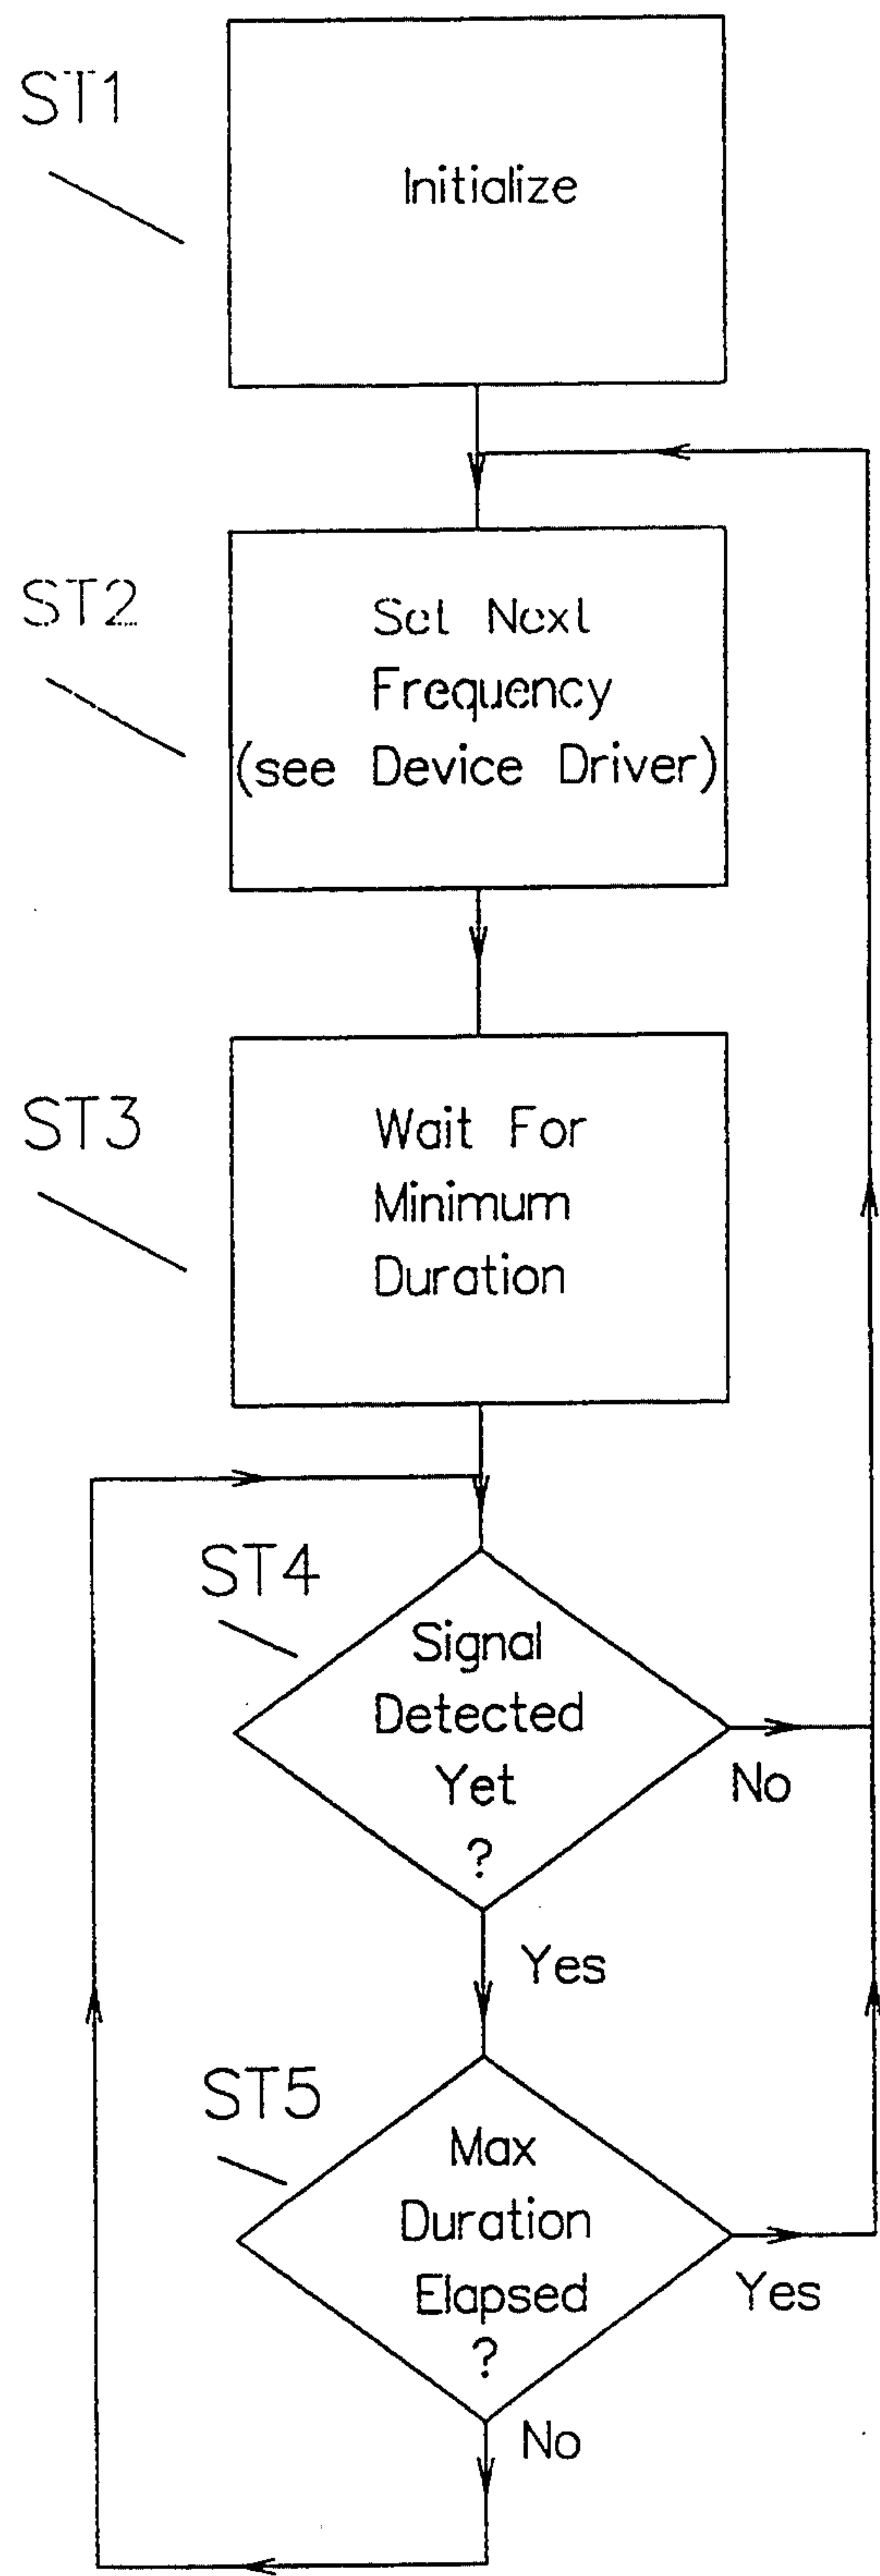 ST1
Initialize
ST2
Set Next
Frequency
(see Device Driver)
ST3
Wait For
Minimum
Duration
ST4
Signal
Detected
Yet
?
No
Yes
ST5
Max
Duration
Elapsed
?
Yes
No